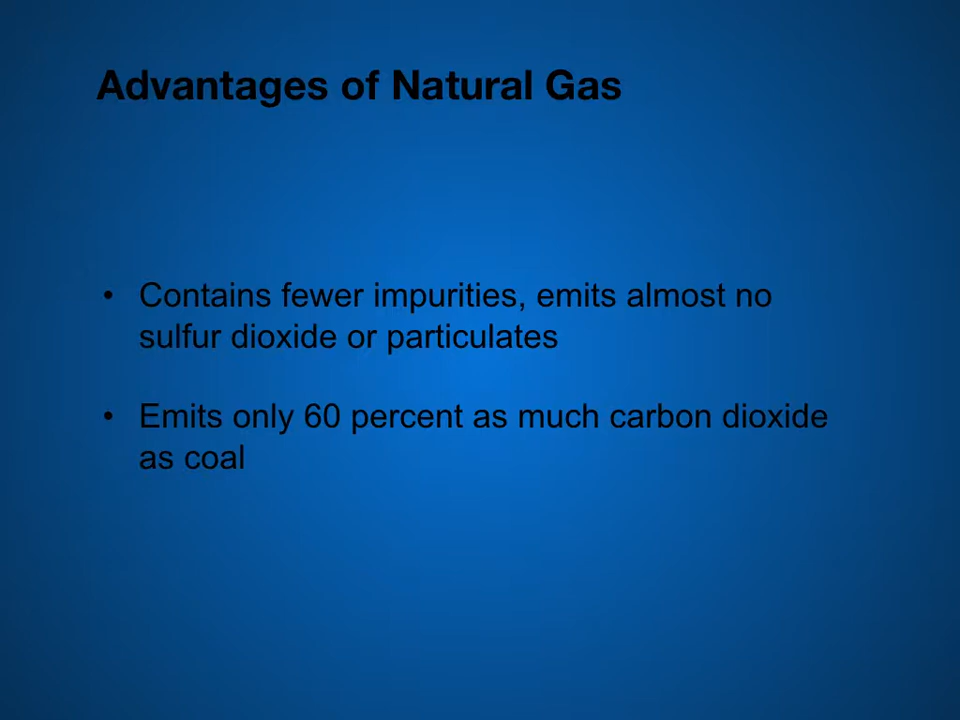 Advantages of Natural Gas
• Contains fewer impurities, emits almost no
sulfur dioxide or particulates
• Emits only 60 percent as much carbon dioxide
as coal